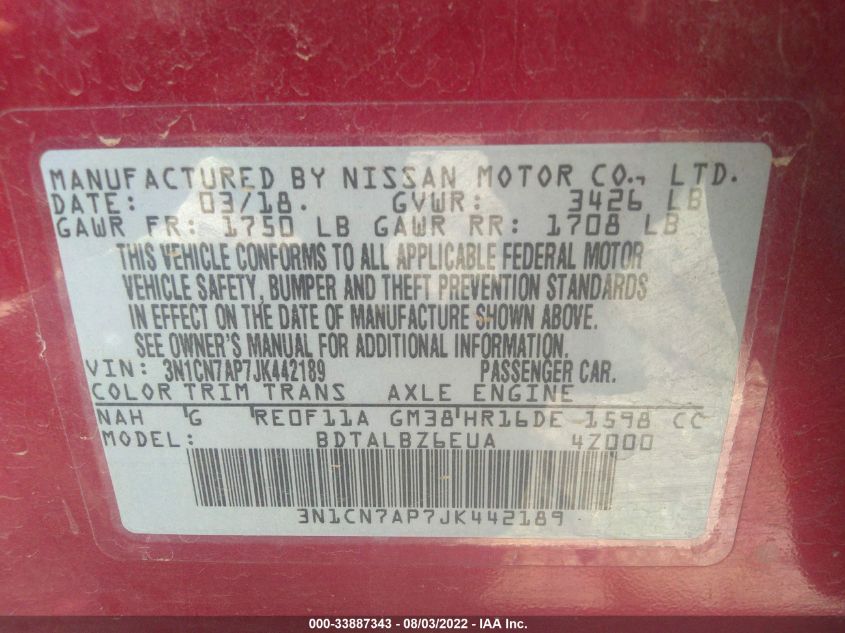 MANUFACTURED BY NISSAN MOTOR CO., LTD.
DATE: 03/18. GVWR: 3426 LB
GAWR FR: 1750 LB GAWR RR: 1708 LB
THIS VEHICLE CONFORMS TO ALL APPLICABLE FEDERAL MOTOR
VEHICLE SAFETY, BUMPER AND THEFT PREVENTION STANDARDS
IN EFFECT ON THE DATE OF MANUFACTURE SHOWN ABOVE.
SEE OWNER'S MANUAL FOR ADDITIONAL INFORMATION.
VIN: 3N1CN7AP7JK442189 PASSENGER CAR.
COLOR TRIM TRANS AXLE ENGINE
NAH G RE0F11A GM38 HR16DE 1598 CC
MODEL: BDTALBZ6EUA 4Z000
3N1CN7AP7JK442189
000-33887343 - 08/03/2022 - IAA Inc.